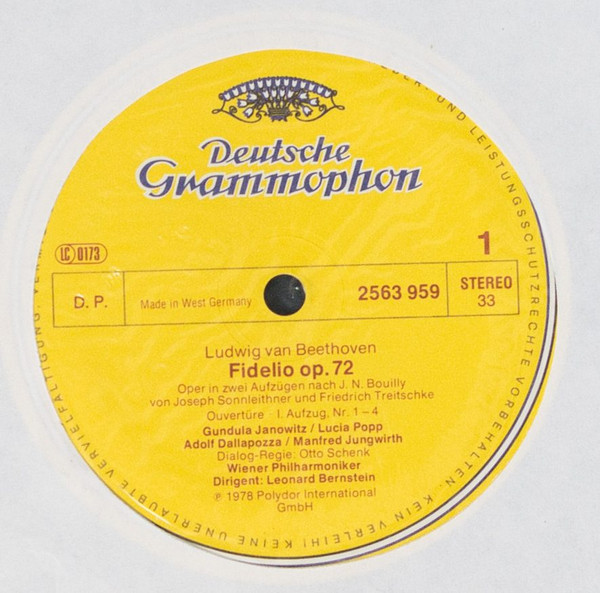 Deutsche
Grammophon
LC 0173
1
D. P.
Made in West Germany
2563 959
STEREO
33
Ludwig van Beethoven
Fidelio op. 72
Oper in zwei Aufzügen nach J. N. Bouilly
von Joseph Sonnleithner und Friedrich Treitschke
Ouvertüre I. Aufzug, Nr. 1–4
Gundula Janowitz / Lucia Popp
Adolf Dallapozza / Manfred Jungwirth
Dialog-Regie: Otto Schenk
Wiener Philharmoniker
Dirigent: Leonard Bernstein
℗ 1978 Polydor International
GmbH
UND LEISTUNGSSCHUTZRECHTE VORBEHALTEN. KEIN VERLEIH! KEINE UNERLAUBTE VERVIELFÄLTIGUNG,